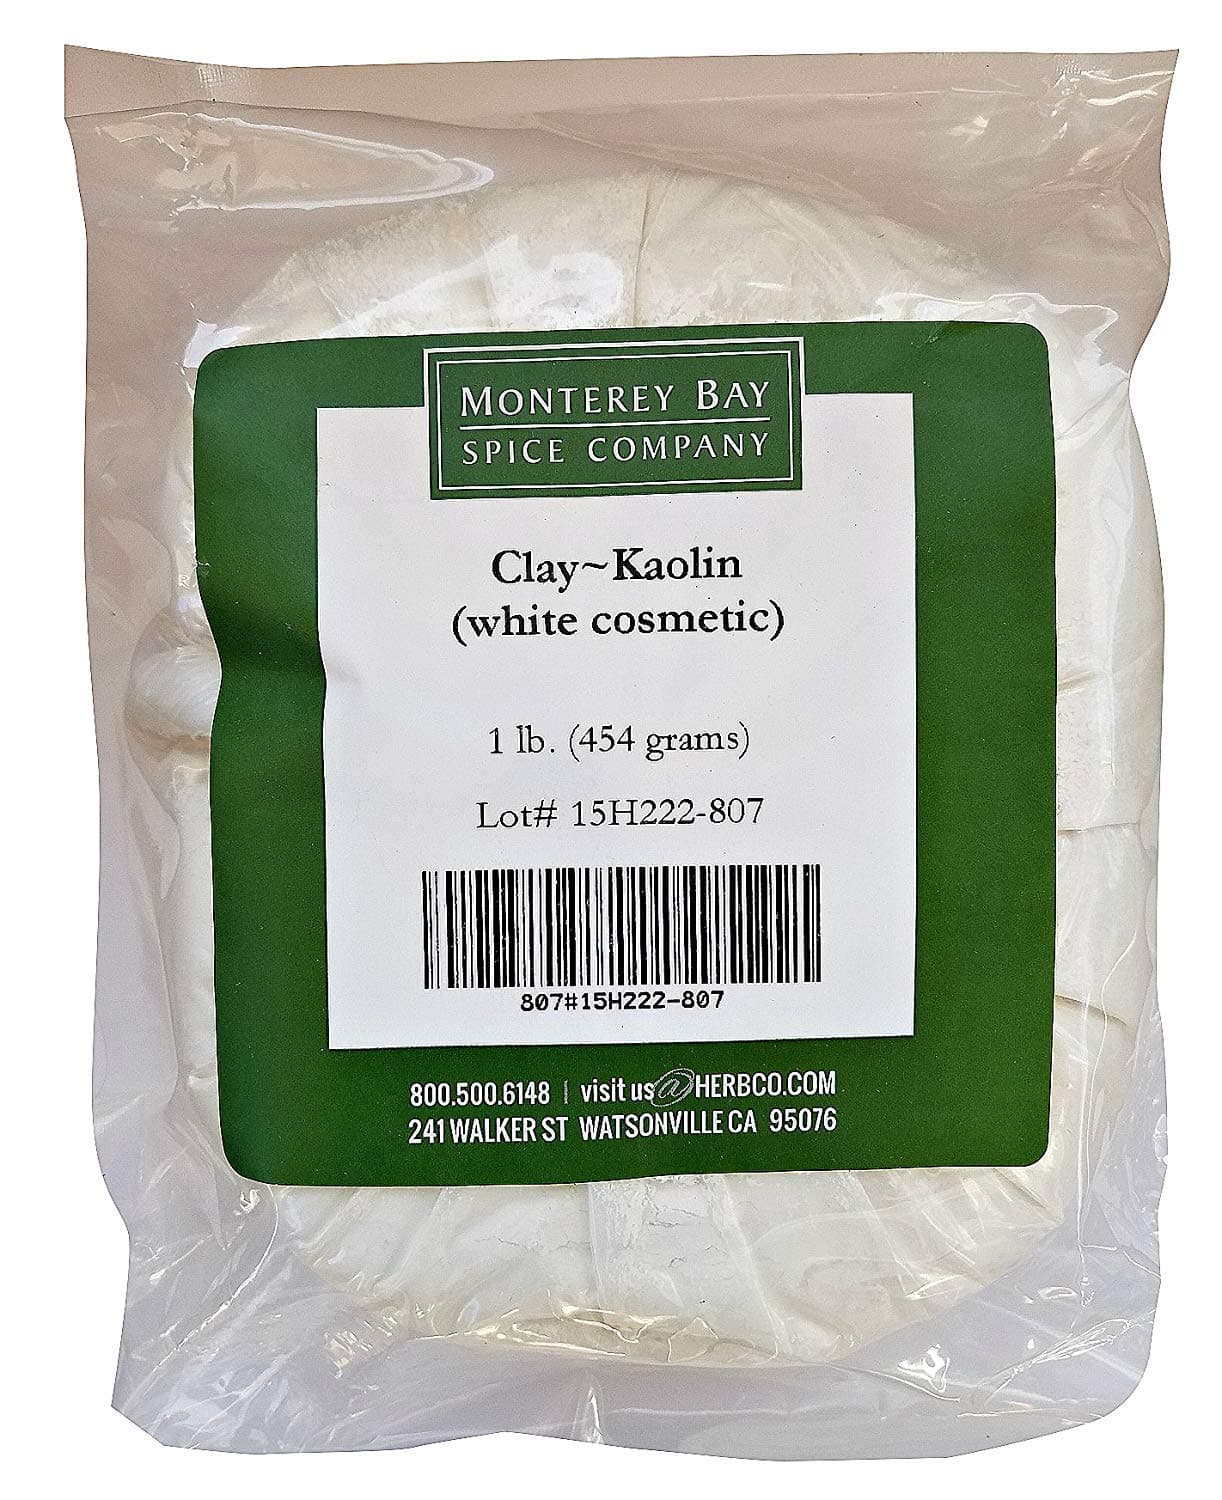 MONTEREY BAY
SPICE COMPANY
Clay~Kaolin
(white cosmetic)
1 lb. (454 grams)
Lot# 15H222-807
807#15H222-807
800.500.6148 | visit us @HERBCO.COM
241 WALKER ST WATSONVILLE CA 95076